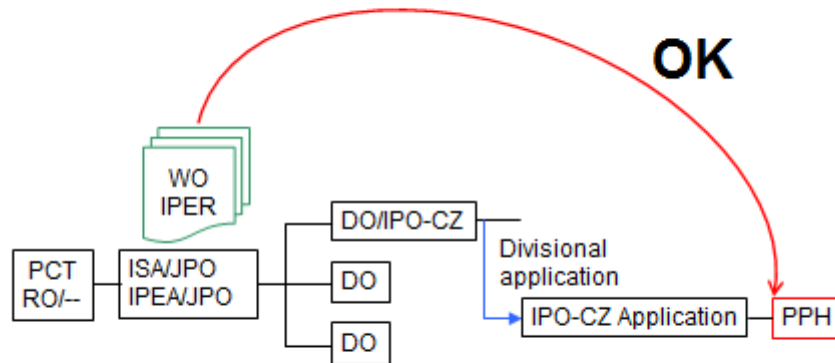 OK
WO
IPER
DO/IPO-CZ
Divisional
application
PCT
RO/--
ISA/JPO
IPEA/JPO
DO
IPO-CZ Application
PPH
DO